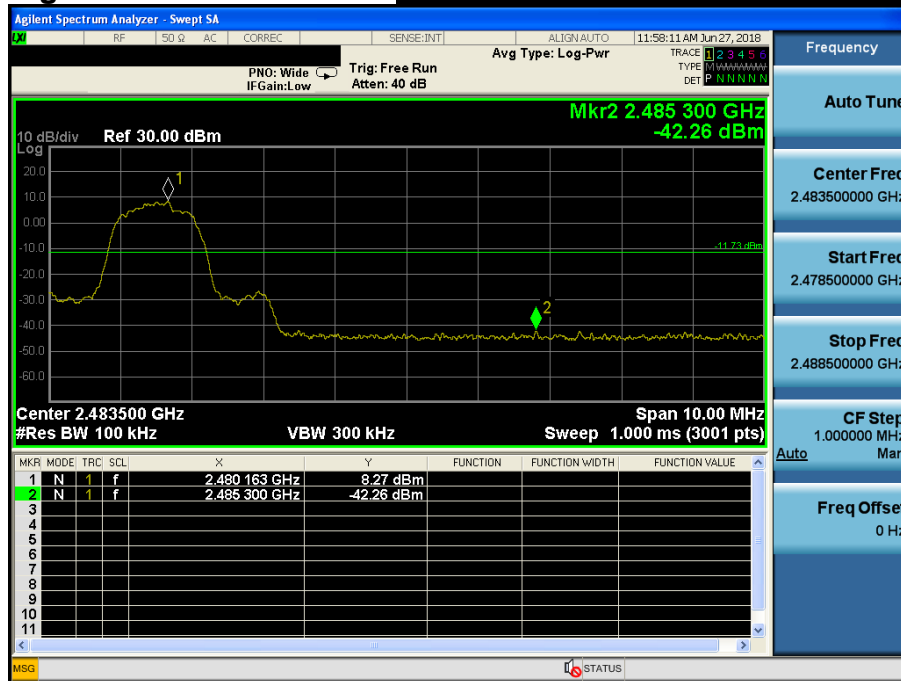 Agilent Spectrum Analyzer - Swept SA
LXI RF 50 Ω AC CORREC SENSE:INT ALIGN AUTO 11:58:11 AM Jun 27, 2018
PNO: Wide
IFGain:Low
Trig: Free Run
Atten: 40 dB
Avg Type: Log-Pwr
TRACE 1 2 3 4 5 6
TYPE M WWWWW
DET P N N N N N
Frequency
Mkr2 2.485 300 GHz
-42.26 dBm
10 dB/div Ref 30.00 dBm
Log
20.0
10.0
0.00
-10.0
-20.0
-30.0
-40.0
-50.0
-60.0
1
-11.73 dBm
2
Center 2.483500 GHz Span 10.00 MHz
#Res BW 100 kHz VBW 300 kHz Sweep 1.000 ms (3001 pts)
MKR MODE TRC SCL X Y FUNCTION FUNCTION WIDTH FUNCTION VALUE
1 N 1 f 2.480 163 GHz 8.27 dBm
2 N 1 f 2.485 300 GHz -42.26 dBm
3
4
5
6
7
8
9
10
11
Auto Tune
Center Freq
2.483500000 GHz
Start Freq
2.478500000 GHz
Stop Freq
2.488500000 GHz
CF Step
1.000000 MHz
Auto Man
Freq Offset
0 Hz
MSG STATUS